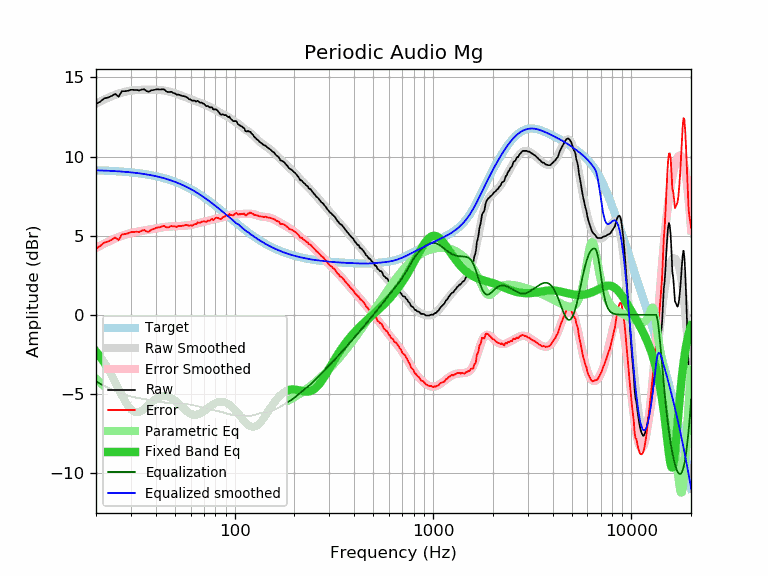 Periodic Audio Mg
15
10
5
0
−5
−10
Amplitude (dBr)
Target
Raw Smoothed
Error Smoothed
Raw
Error
Parametric Eq
Fixed Band Eq
Equalization
Equalized smoothed
100
1000
10000
Frequency (Hz)